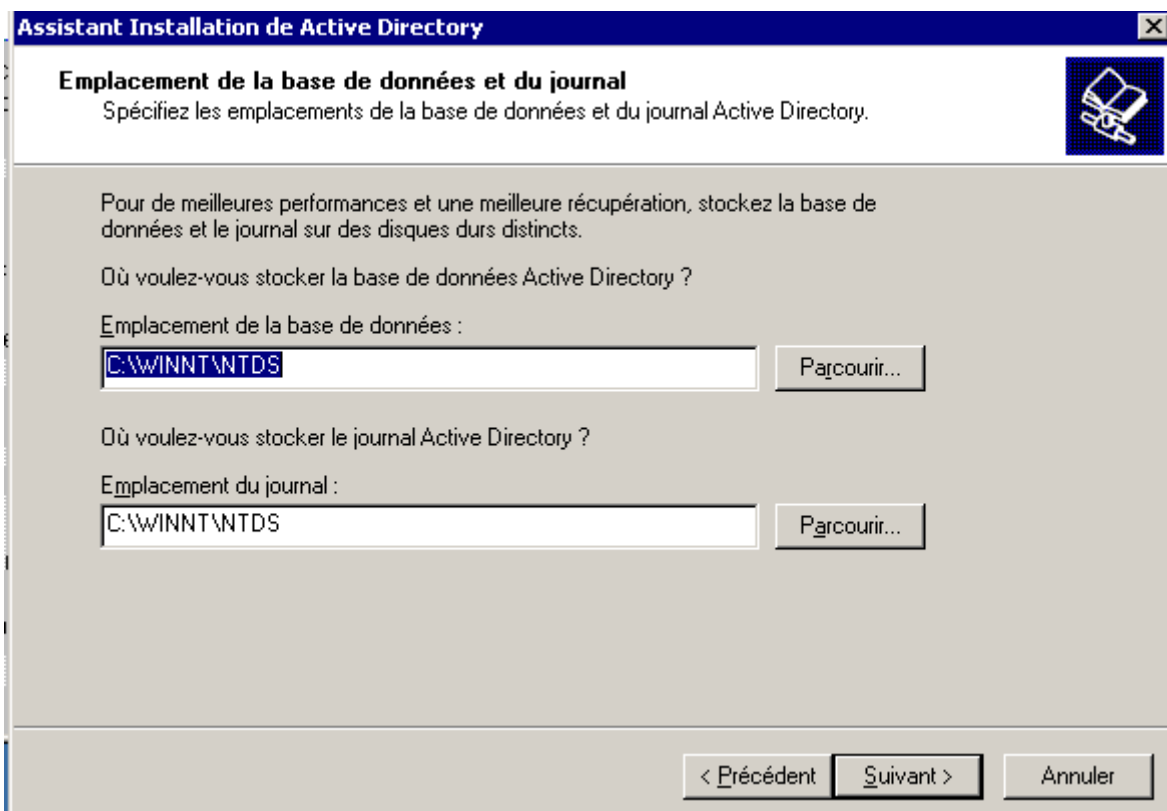 Assistant Installation de Active Directory
Emplacement de la base de données et du journal
Spécifiez les emplacements de la base de données et du journal Active Directory.
Pour de meilleures performances et une meilleure récupération, stockez la base de
données et le journal sur des disques durs distincts.
Où voulez-vous stocker la base de données Active Directory ?
Emplacement de la base de données :
C:\WINNT\NTDS
Parcourir...
Où voulez-vous stocker le journal Active Directory ?
Emplacement du journal :
C:\WINNT\NTDS
Parcourir...
< Précédent Suivant > Annuler